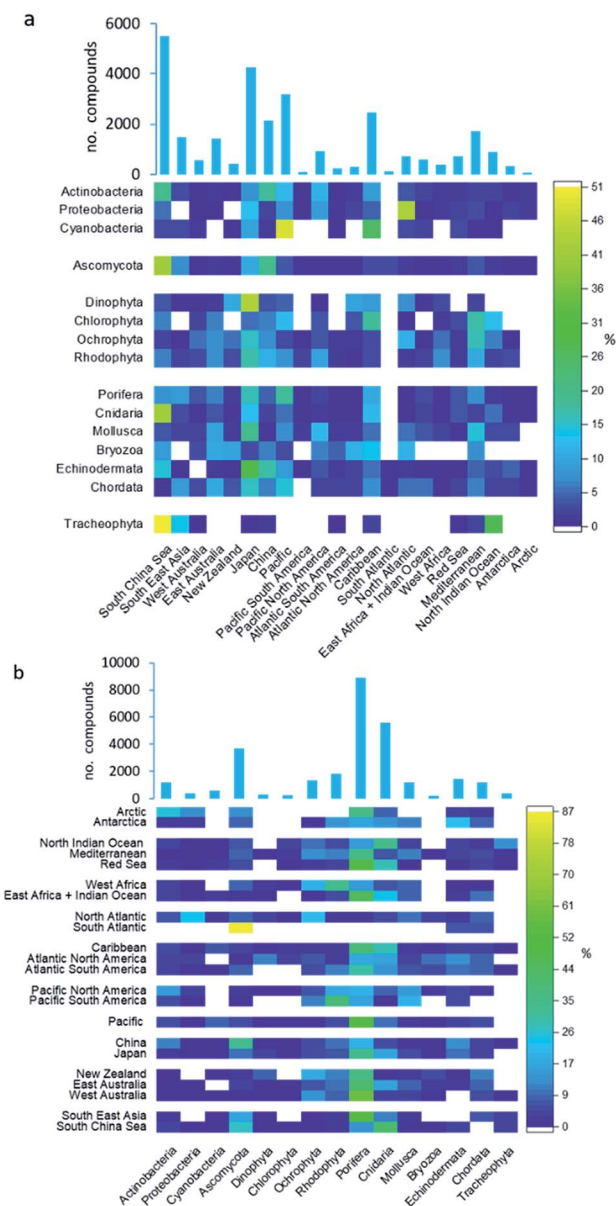 a
6000
4000
2000
0
no. compounds
Actinobacteria
Proteobacteria
Cyanobacteria
Ascomycota
Dinophyta
Chlorophyta
Ochrophyta
Rhodophyta
Porifera
Cnidaria
Mollusca
Bryozoa
Echinodermata
Chordata
Tracheophyta
51
46
41
36
31
26
20
15
10
5
0
%
South China Sea
South East Asia
West Australia
East Australia
New Zealand
Japan
China
Pacific
Pacific South America
Pacific North America
Atlantic South America
Atlantic North America
Caribbean
South Atlantic
North Atlantic
East Africa + Indian Ocean
West Africa
Red Sea
Mediterranean
North Indian Ocean
Antarctica
Arctic
b
10000
8000
6000
4000
2000
0
no. compounds
Arctic
Antarctica
North Indian Ocean
Mediterranean
Red Sea
West Africa
East Africa + Indian Ocean
North Atlantic
South Atlantic
Caribbean
Atlantic North America
Atlantic South America
Pacific North America
Pacific South America
Pacific
China
Japan
New Zealand
East Australia
West Australia
South East Asia
South China Sea
87
78
70
61
52
44
35
26
17
9
0
%
Actinobacteria
Proteobacteria
Cyanobacteria
Ascomycota
Dinophyta
Chlorophyta
Ochrophyta
Rhodophyta
Porifera
Cnidaria
Mollusca
Bryozoa
Echinodermata
Chordata
Tracheophyta